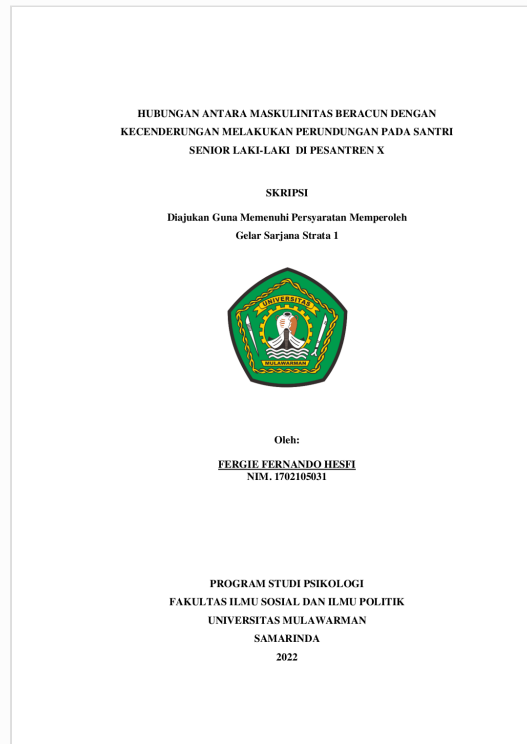 HUBUNGAN ANTARA MASKULINITAS BERACUN DENGAN
KECENDERUNGAN MELAKUKAN PERUNDUNGAN PADA SANTRI
SENIOR LAKI-LAKI DI PESANTREN X
SKRIPSI
Diajukan Guna Memenuhi Persyaratan Memperoleh
Gelar Sarjana Strata 1
UNIVERSITAS
MULAWARMAN
Oleh:
FERGIE FERNANDO HESFI
NIM. 1702105031
PROGRAM STUDI PSIKOLOGI
FAKULTAS ILMU SOSIAL DAN ILMU POLITIK
UNIVERSITAS MULAWARMAN
SAMARINDA
2022